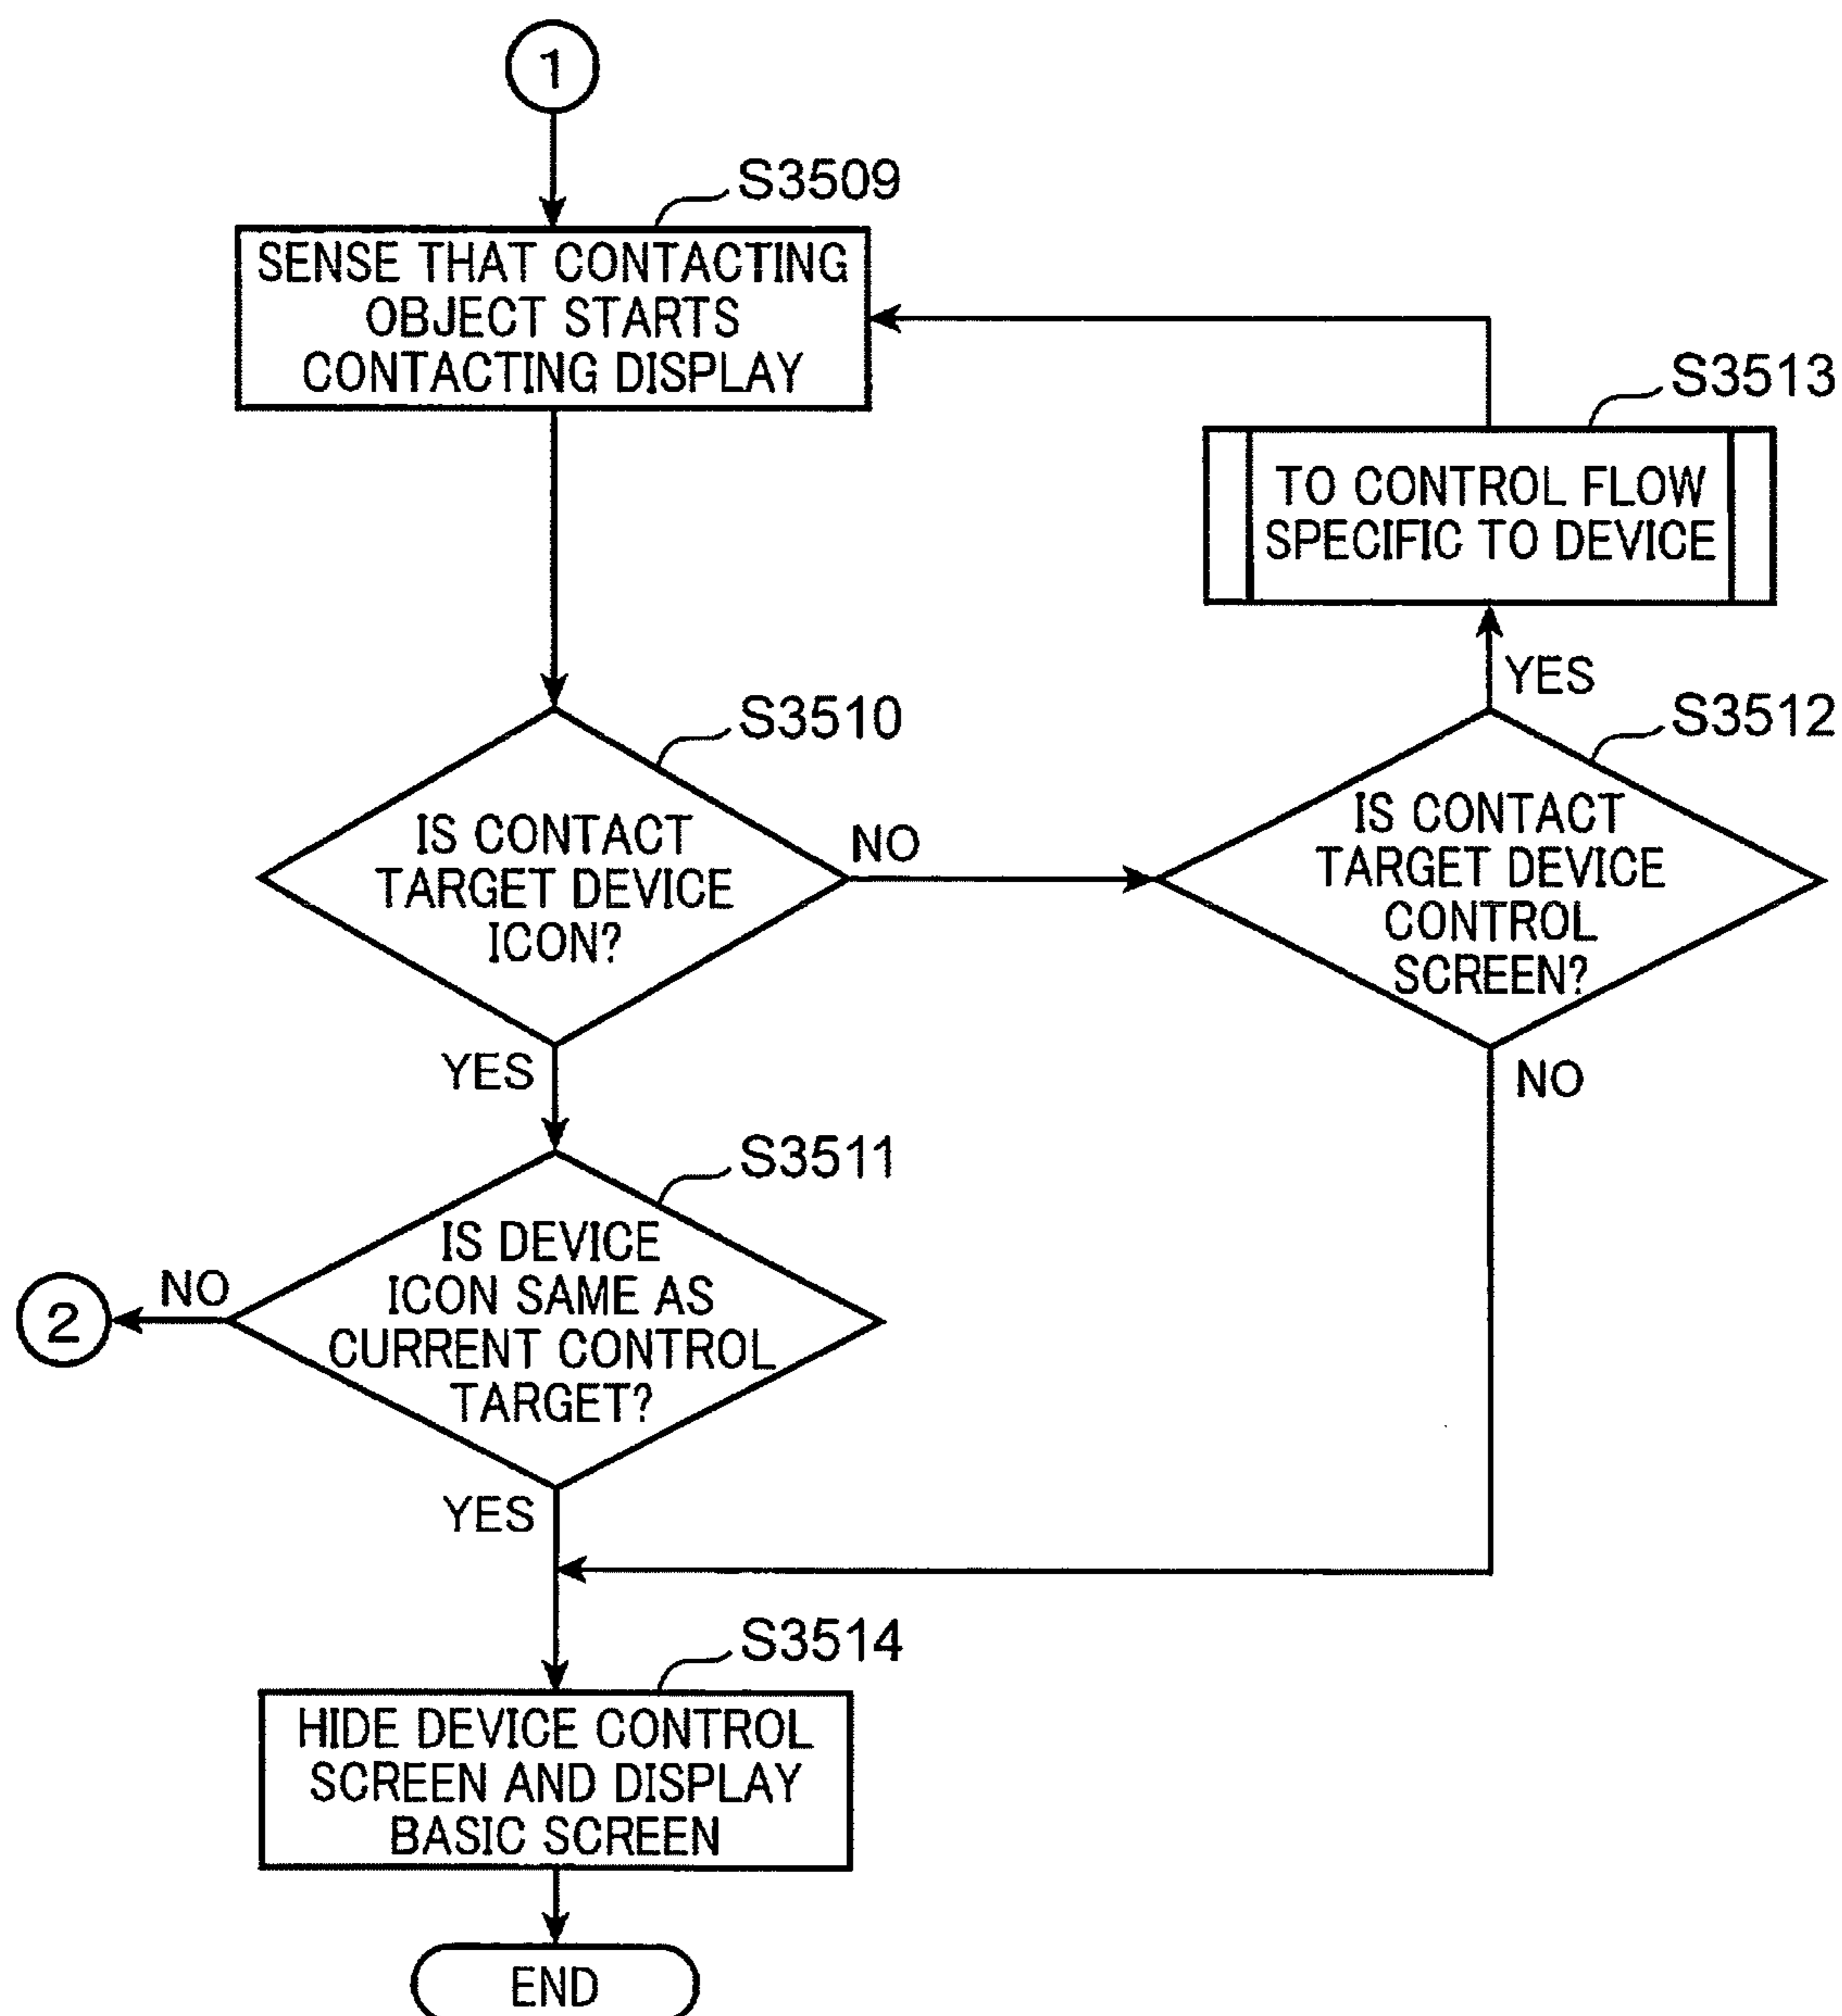 1
S3509
SENSE THAT CONTACTING
OBJECT STARTS
CONTACTING DISPLAY
S3513
TO CONTROL FLOW
SPECIFIC TO DEVICE
YES
S3510
IS CONTACT
TARGET DEVICE
ICON?
NO
S3512
IS CONTACT
TARGET DEVICE
CONTROL
SCREEN?
YES
NO
S3511
IS DEVICE
ICON SAME AS
CURRENT CONTROL
TARGET?
NO
2
YES
S3514
HIDE DEVICE CONTROL
SCREEN AND DISPLAY
BASIC SCREEN
END